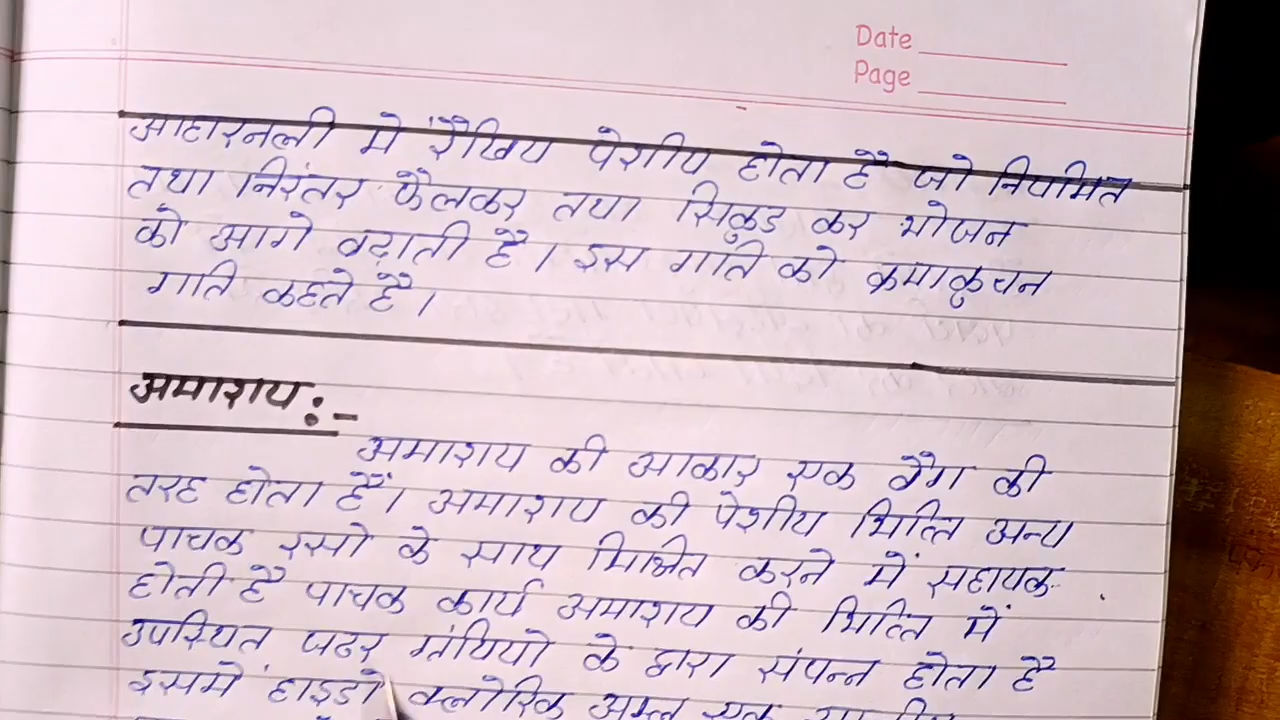 Date
Page
आहारनली मे रैखिय पेशीय होता है जो नियमित
तथा निरंतर फैलकर तथा सिकुड कर भोजन
को आगे बढ़ाती है। इस गति को क्रमाकूचन
गति कहते है।
अमाशय:-
अमाशय की आकार एक बैग की
तरह होता हैं। अमाशय की पेशीय भित्ति अन्य
पाचक रसो के साथ मिश्रित करने में सहायक
होती है पाचक कार्य अमाशय की भित्ति में
उपस्थित जठर ग्रंथियो के द्वारा संपन्न होता है
इसमें हाइड्रो क्लोरिक अम्ल एक